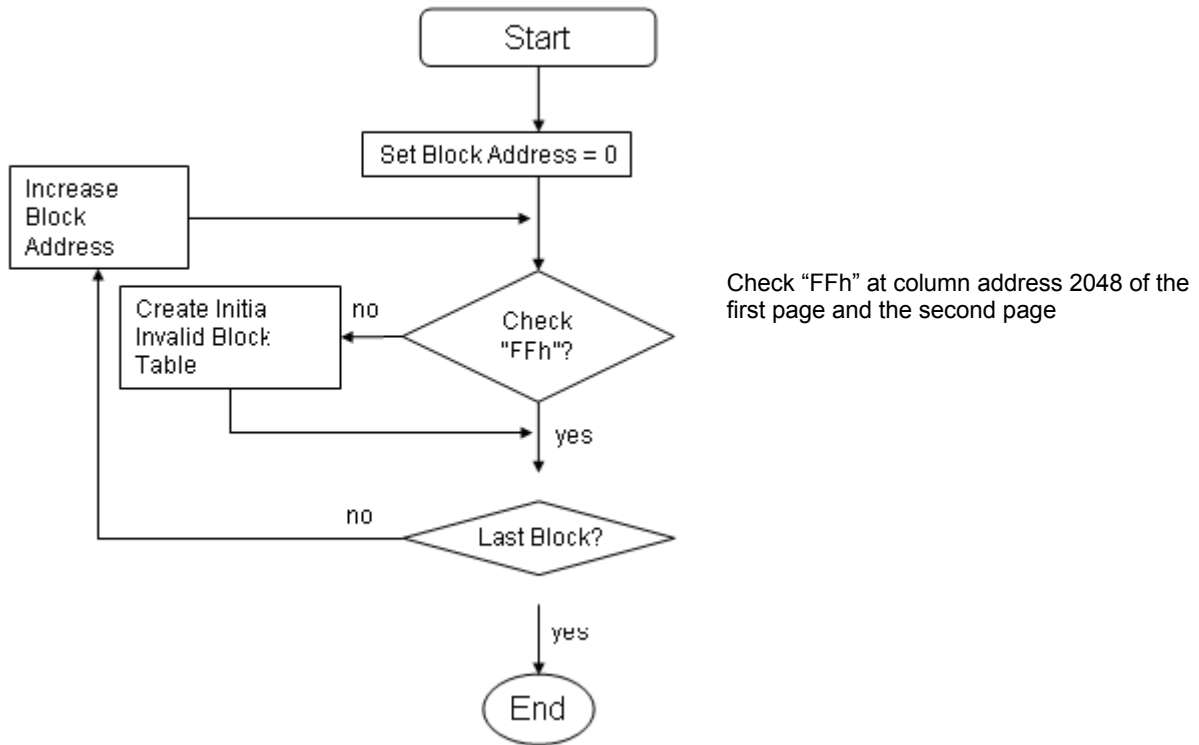 Start
Set Block Address = 0
Increase
Block
Address
Check "FFh" at column address 2048 of the
first page and the second page
Create Initia
Invalid Block
Table
no
Check
"FFh"?
yes
no
Last Block?
yes
End